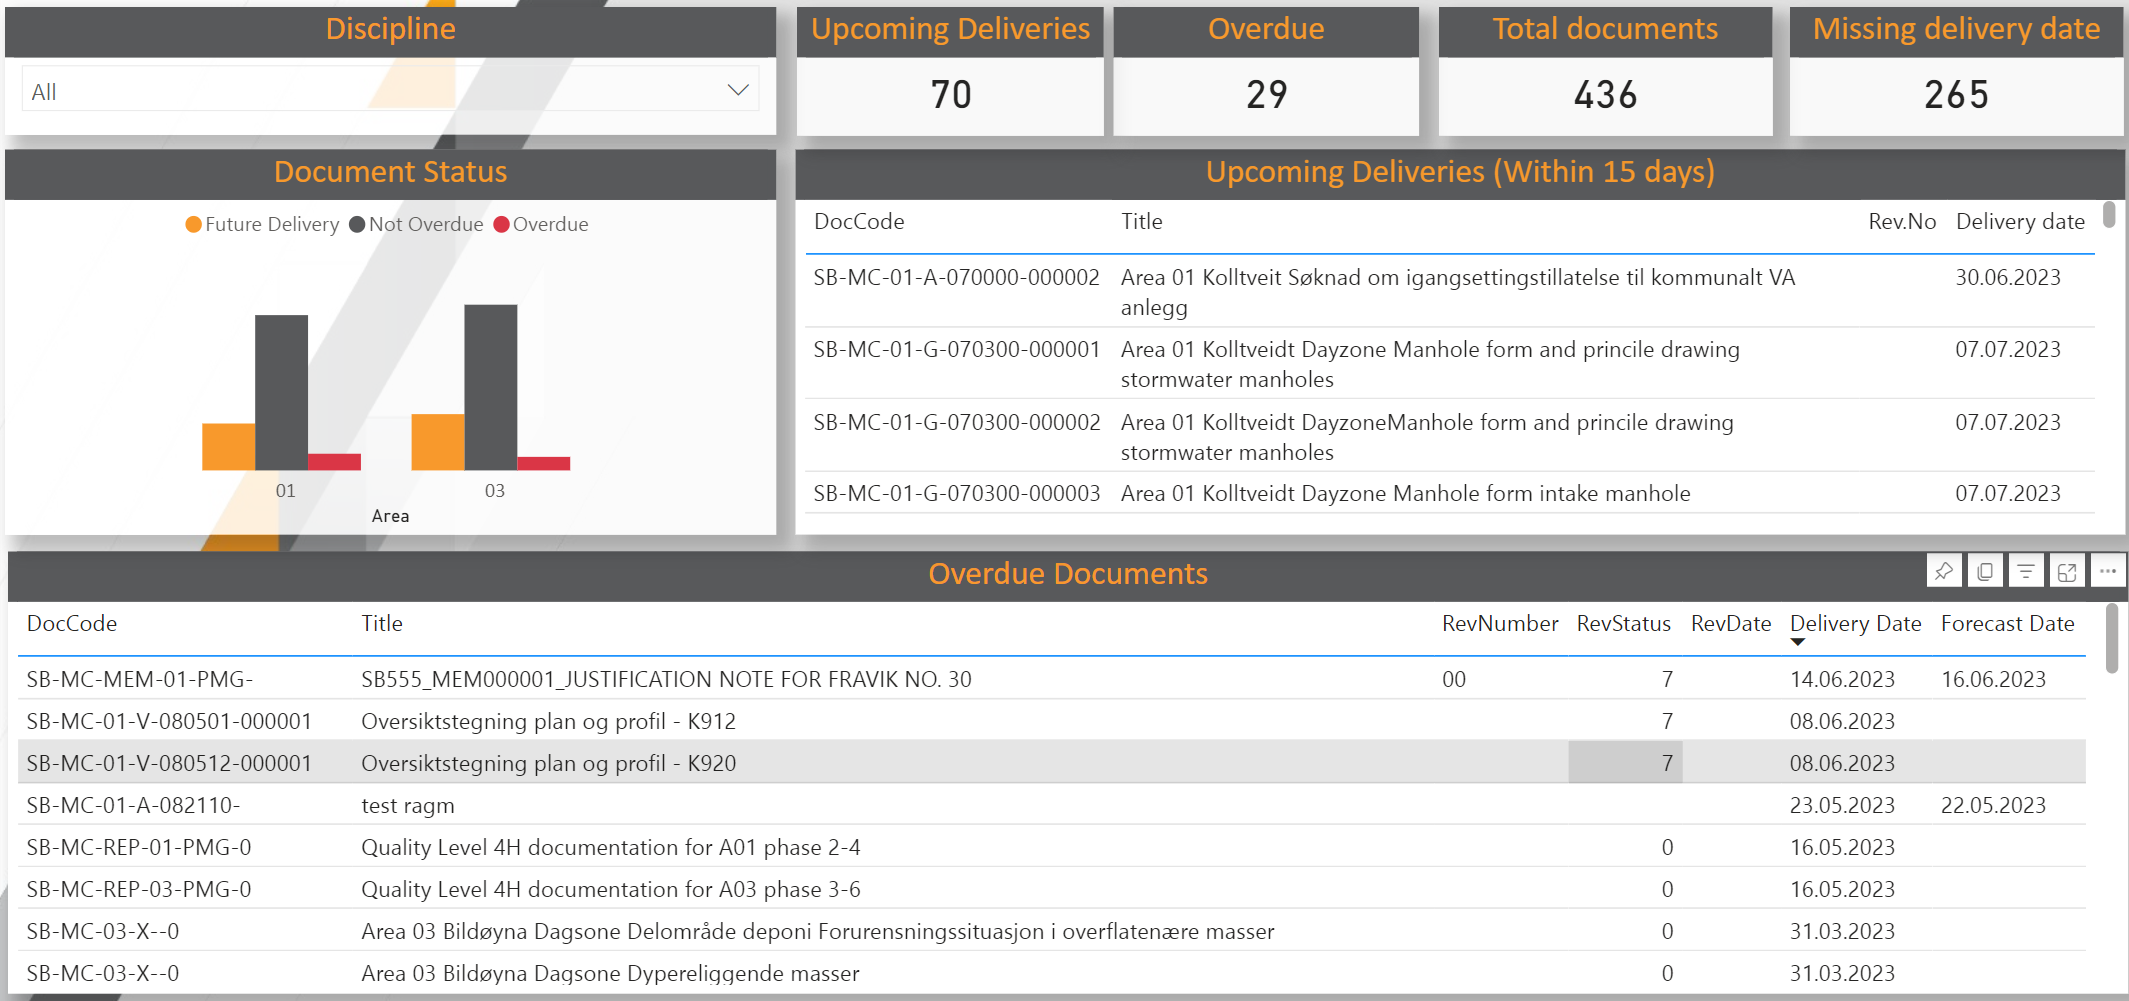 Discipline
All
Upcoming Deliveries
70
Overdue
29
Total documents
436
Missing delivery date
265
Document Status
Future Delivery Not Overdue Overdue
01 03
Area
Upcoming Deliveries (Within 15 days)
DocCode Title Rev.No Delivery date
SB-MC-01-A-070000-000002 Area 01 Kolltveit Søknad om igangsettingstillatelse til kommunalt VA 30.06.2023
anlegg
SB-MC-01-G-070300-000001 Area 01 Kolltveidt Dayzone Manhole form and princile drawing 07.07.2023
stormwater manholes
SB-MC-01-G-070300-000002 Area 01 Kolltveidt DayzoneManhole form and princile drawing 07.07.2023
stormwater manholes
SB-MC-01-G-070300-000003 Area 01 Kolltveidt Dayzone Manhole form intake manhole 07.07.2023
Overdue Documents
DocCode Title RevNumber RevStatus RevDate Delivery Date Forecast Date
SB-MC-MEM-01-PMG- SB555_MEM000001_JUSTIFICATION NOTE FOR FRAVIK NO. 30 00 7 14.06.2023 16.06.2023
SB-MC-01-V-080501-000001 Oversiktstegning plan og profil - K912 7 08.06.2023
SB-MC-01-V-080512-000001 Oversiktstegning plan og profil - K920 7 08.06.2023
SB-MC-01-A-082110- test ragm 23.05.2023 22.05.2023
SB-MC-REP-01-PMG-0 Quality Level 4H documentation for A01 phase 2-4 0 16.05.2023
SB-MC-REP-03-PMG-0 Quality Level 4H documentation for A03 phase 3-6 0 16.05.2023
SB-MC-03-X--0 Area 03 Bildøyna Dagsone Delområde deponi Forurensningssituasjon i overflatenære masser 0 31.03.2023
SB-MC-03-X--0 Area 03 Bildøyna Dagsone Dypereliggende masser 0 31.03.2023